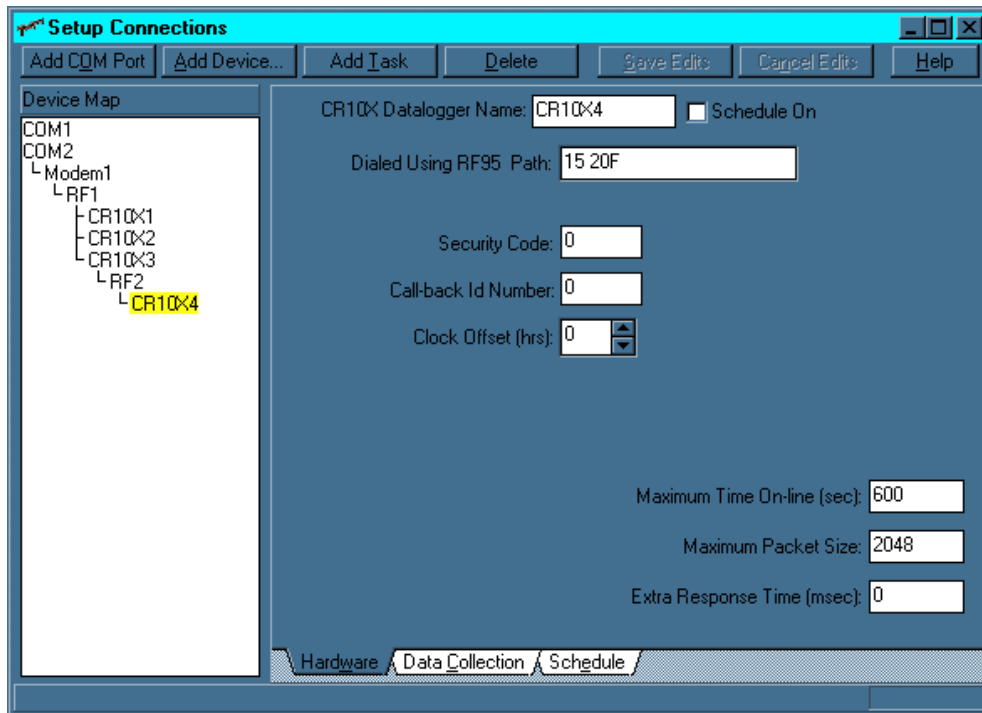 Setup Connections
Add COM Port Add Device... Add Task Delete Save Edits Cancel Edits Help
Device Map
COM1
COM2
Modem1
RF1
CR10X1
CR10X2
CR10X3
RF2
CR10X4
CR10X Datalogger Name: CR10X4 Schedule On
Dialed Using RF95 Path: 15 20F
Security Code: 0
Call-back Id Number: 0
Clock Offset (hrs): 0
Maximum Time On-line (sec): 600
Maximum Packet Size: 2048
Extra Response Time (msec): 0
Hardware Data Collection Schedule